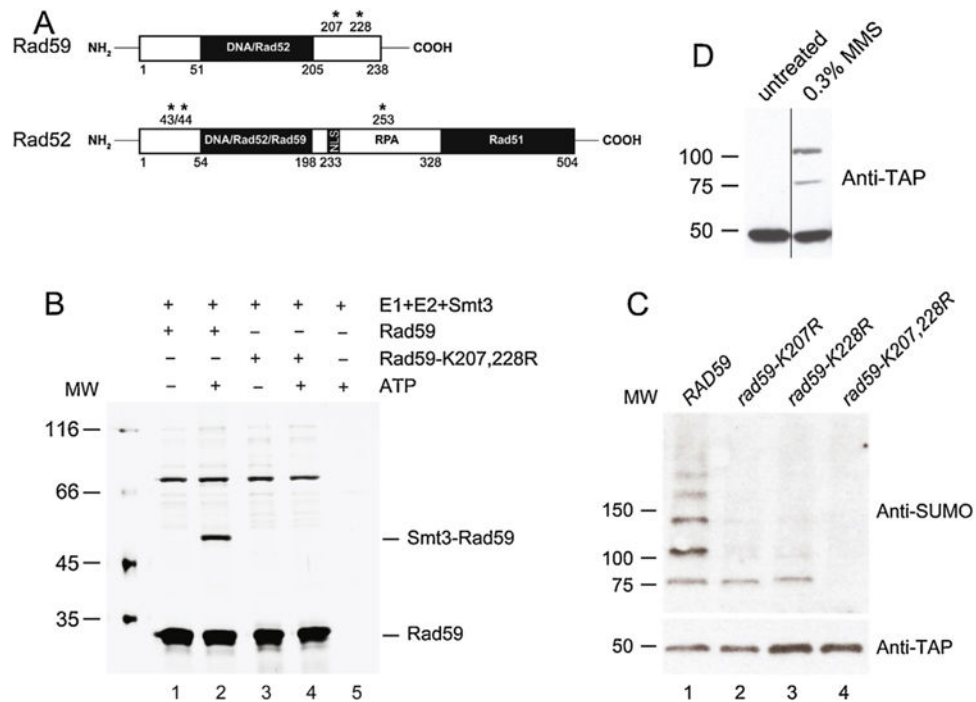 A
* *
207 228
Rad59 NH2 DNA/Rad52 COOH
1 51 205 238
* * *
43/44 253
Rad52 NH2 DNA/Rad52/Rad59 NLS RPA Rad51 COOH
1 54 198 233 328 504
D
untreated 0.3% MMS
100
75
50
Anti-TAP
B
+ + + + + E1+E2+Smt3
+ + – – – Rad59
– – + + – Rad59-K207,228R
– + – + + ATP
MW
116
66
45
35
Smt3-Rad59
Rad59
1 2 3 4 5
C
RAD59 rad59-K207R rad59-K228R rad59-K207,228R
MW
150
100
75
Anti-SUMO
50 Anti-TAP
1 2 3 4